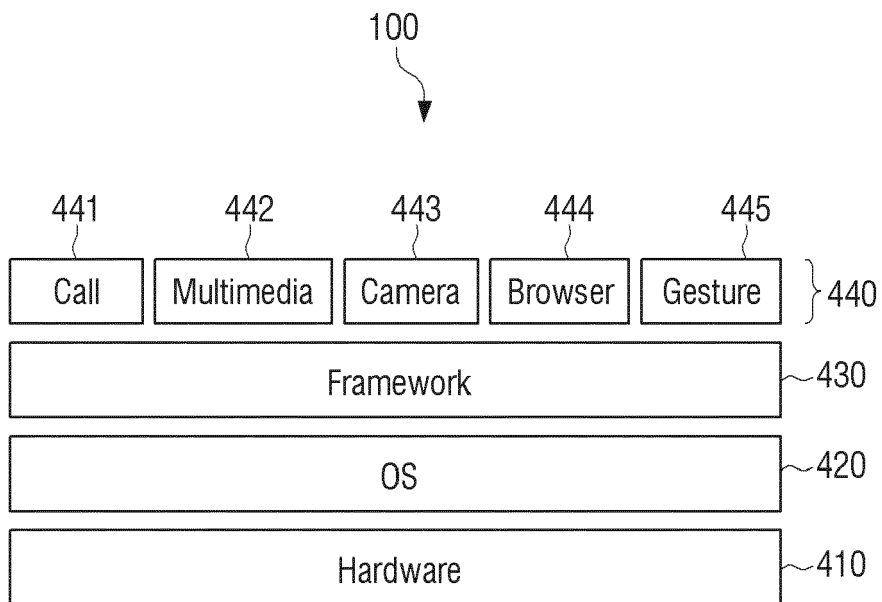 100
441 442 443 444 445
Call Multimedia Camera Browser Gesture 440
Framework 430
OS 420
Hardware 410